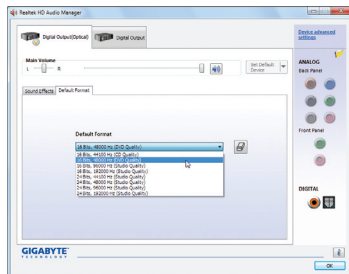 Realtek HD Audio Manager
Digital Output(Optical)
Digital Output
Device advanced
settings
Main Volume
L
R
Set Default
Device
ANALOG
Back Panel
Sound Effects
Default Format
Default Format
16 Bits, 48000 Hz (DVD Quality)
16 Bits, 44100 Hz (CD Quality)
16 Bits, 48000 Hz (DVD Quality)
16 Bits, 96000 Hz (Studio Quality)
16 Bits, 192000 Hz (Studio Quality)
24 Bits, 44100 Hz (Studio Quality)
24 Bits, 48000 Hz (Studio Quality)
24 Bits, 96000 Hz (Studio Quality)
24 Bits, 192000 Hz (Studio Quality)
Front Panel
DIGITAL
GIGABYTE
TECHNOLOGY
OK